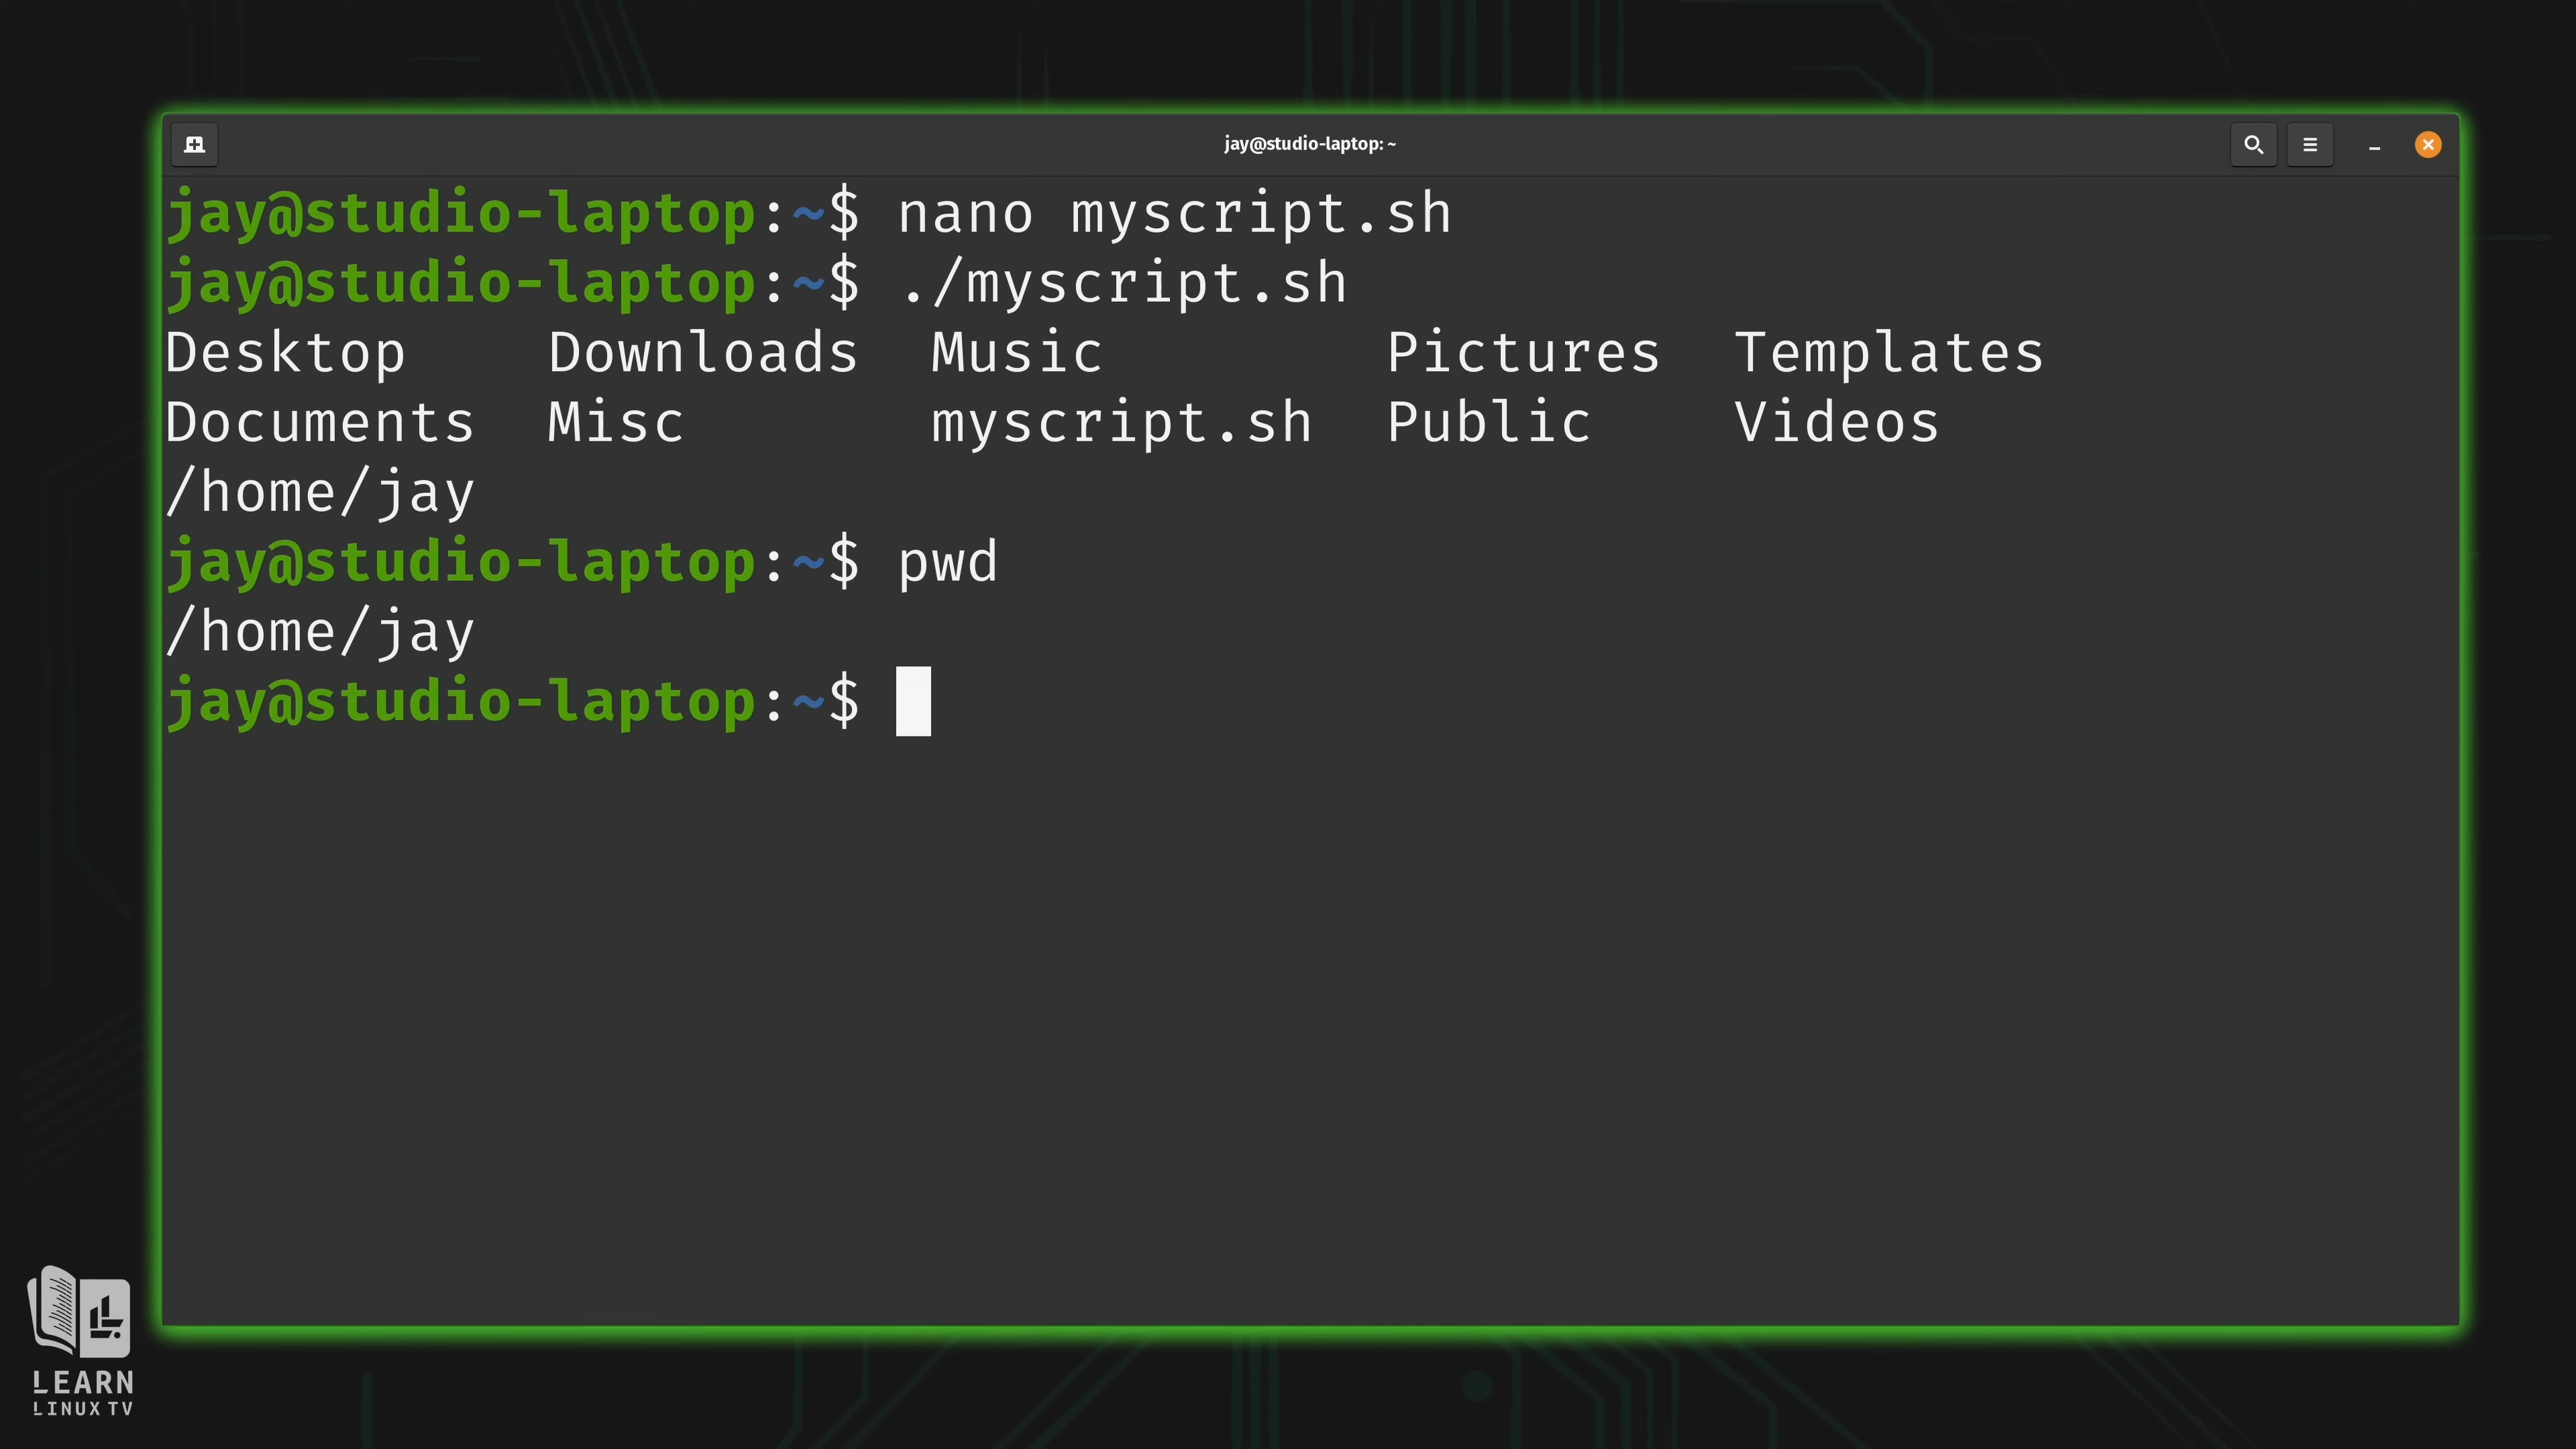 jay@studio-laptop: ~
jay@studio-laptop:~$ nano myscript.sh
jay@studio-laptop:~$ ./myscript.sh
Desktop Downloads Music Pictures Templates
Documents Misc myscript.sh Public Videos
/home/jay
jay@studio-laptop:~$ pwd
/home/jay
jay@studio-laptop:~$
LEARN
LINUX TV